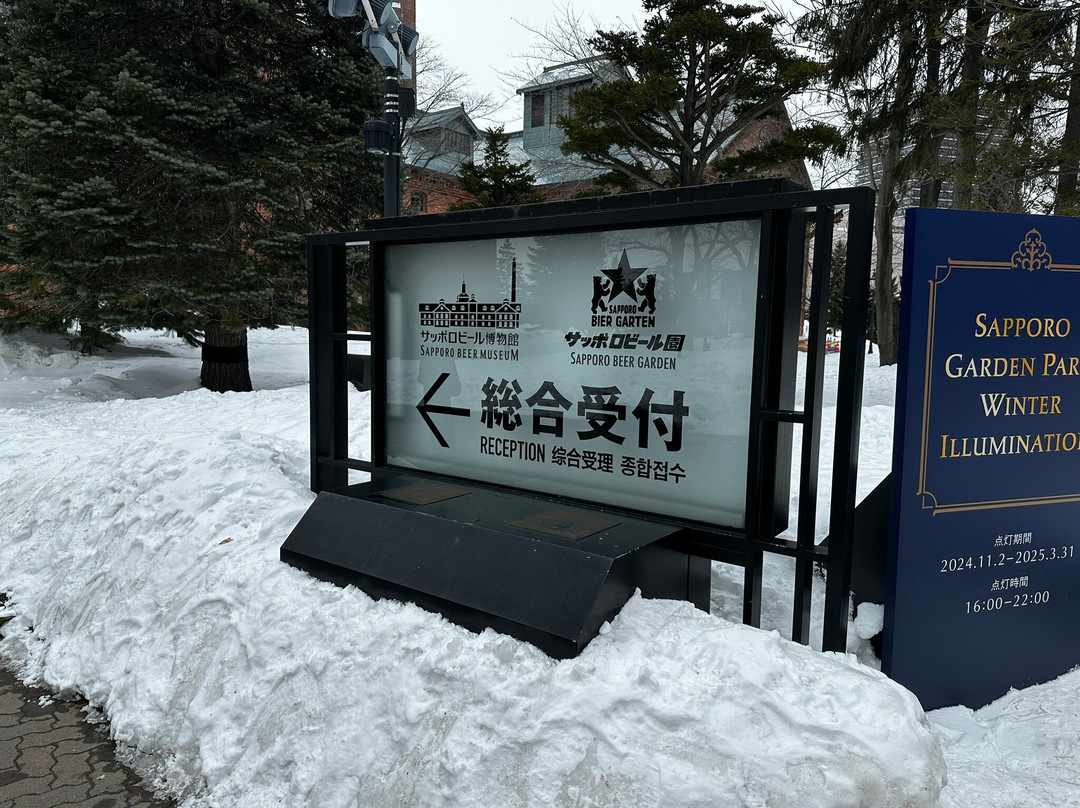 サッポロビール博物館
SAPPORO BEER MUSEUM
SAPPORO
BIER GARTEN
サッポロビール園
SAPPORO BEER GARDEN
総合受付
RECEPTION 综合受理 종합접수
SAPPORO
GARDEN PAR
WINTER
ILLUMINATION
点灯期間
2024.11.2–2025.3.31
点灯時間
16:00–22:00